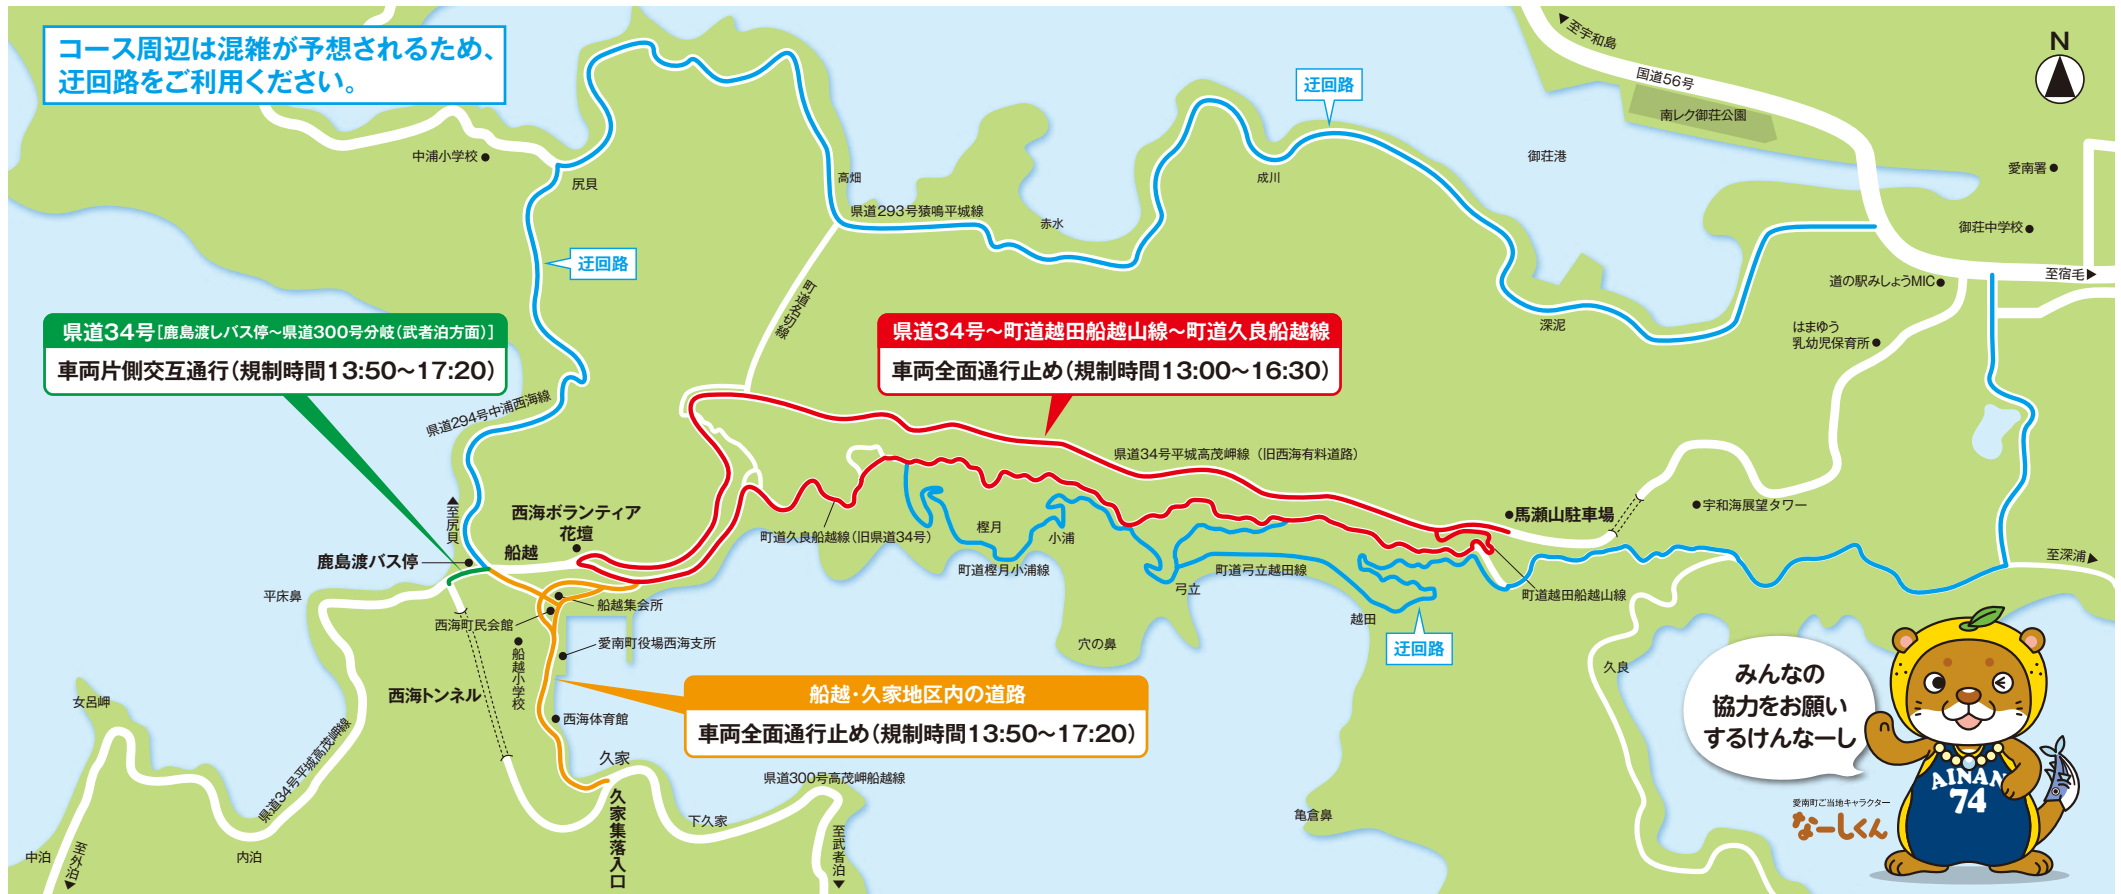 コース周辺は混雑が予想されるため、
迂回路をご利用ください。
至宇和島
国道56号
南レク御荘公園
N
迂回路
御荘港
愛南署
御荘中学校
至宿毛
道の駅みしょうMIC
はまゆう
乳幼児保育所
中浦小学校
尻貝
高畑
県道293号猿鳴平城線
赤水
成川
深泥
迂回路
町道名切線
県道34号[鹿島渡しバス停～県道300号分岐(武者泊方面)]
車両片側交互通行(規制時間13:50～17:20)
県道34号～町道越田船越山線～町道久良船越線
車両全面通行止め(規制時間13:00～16:30)
県道294号中浦西海線
県道34号平城高茂岬線（旧西海有料道路）
至尻貝
西海ボランティア
花壇
船越
鹿島渡バス停
町道久良船越線(旧県道34号)
樫月
小浦
町道樫月小浦線
弓立
町道弓立越田線
越田
迂回路
馬瀬山駐車場
宇和海展望タワー
町道越田船越山線
至深浦
平床鼻
船越集会所
西海町民会館
愛南町役場西海支所
船越小学校
西海トンネル
西海体育館
穴の鼻
久良
船越・久家地区内の道路
車両全面通行止め(規制時間13:50～17:20)
女呂岬
県道34号平城高茂岬線
久家
県道300号高茂岬船越線
久家集落入口
下久家
至武者泊
亀倉鼻
中泊
至外泊
内泊
みんなの
協力をお願い
するけんなーし
AINAN
74
愛南町ご当地キャラクター
なーしくん